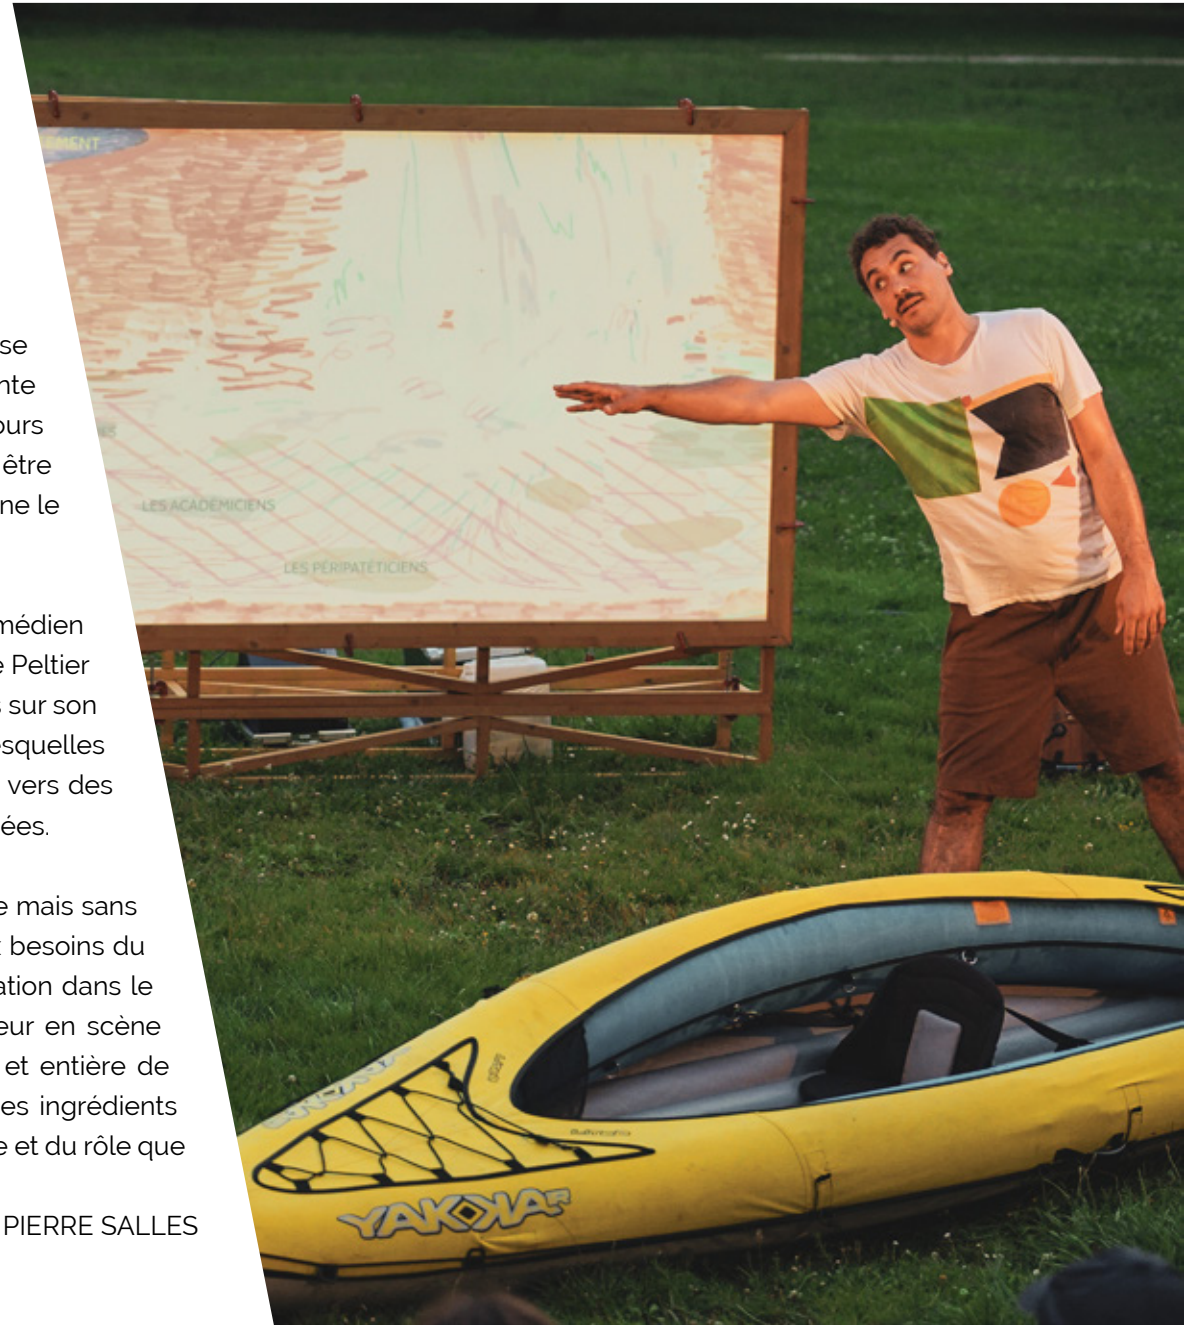 se
nte
ours
être
ne le
médien
e Peltier
s sur son
esquelles
vers des
ées.
e mais sans
x besoins du
ation dans le
eur en scène
et entière de
es ingrédients
e et du rôle que
PIERRE SALLES
EMENT
LES ACADÉMICIENS
LES PÉRIPATÉTICIENS
YAKKAR